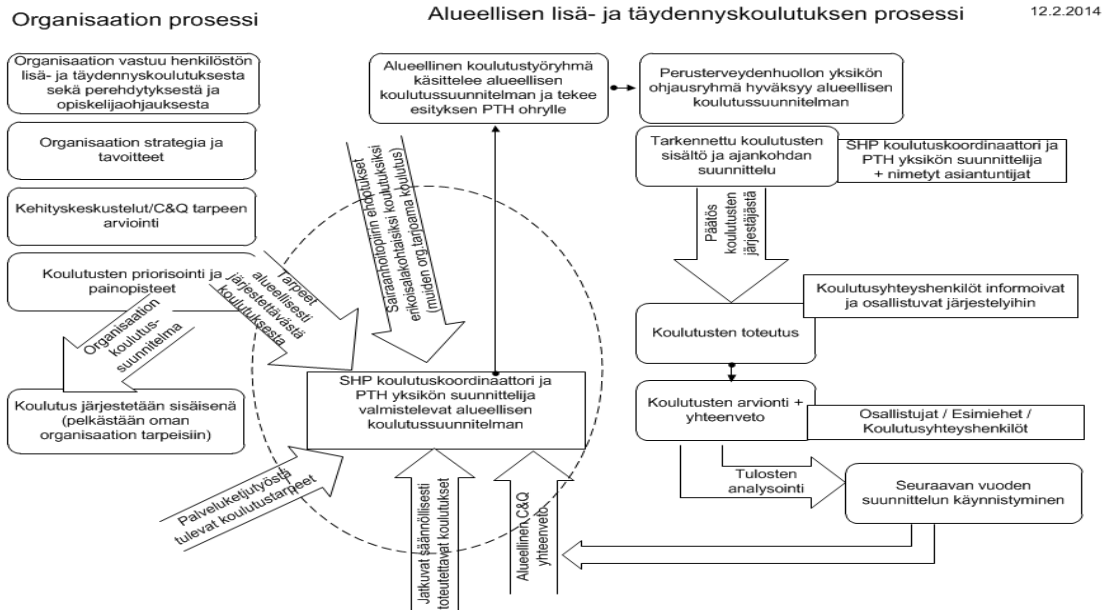 Organisaation prosessi
Alueellisen lisä- ja täydennyskoulutuksen prosessi
12.2.2014
Organisaation vastuu henkilöstön
lisä- ja täydennyskoulutuksesta
sekä perehdytyksestä ja
opiskelijaohjauksesta
Organisaation strategia ja
tavoitteet
Kehityskeskustelut/C&Q tarpeen
arviointi
Koulutusten priorisointi ja
painopisteet
Organisaation
koulutus-
suunnitelma
Koulutus järjestetään sisäisenä
(pelkästään oman
organisaation tarpeisiin)
Tarpeet
alueellisesti
järjestettävästä
koulutuksesta
Alueellinen koulutustyöryhmä
käsittelee alueellisen
koulutussuunnitelman ja tekee
esityksen PTH ohrylle
Sairaanhoitopiirin ehdotukset
erikoisalakohtaisiksi koulutuksiksi
(muiden org.tarjoama koulutus)
SHP koulutuskoordinaattori ja
PTH yksikön suunnittelija
valmistelevat alueellisen
koulutussuunnitelman
Palveluketjutyöstä
tulevat koulutustarpeet
Jatkuvat säännöllisesti
toteutettavat koulutukset
Alueellinen C&Q
yhteenveto
Perusterveydenhuollon yksikön
ohjausryhmä hyväksyy alueellisen
koulutussuunnitelman
Tarkennettu koulutusten
sisältö ja ajankohdan
suunnittelu
SHP koulutuskoordinaattori ja
PTH yksikön suunnittelija
+ nimetyt asiantuntijat
Päätös
koulutusten
järjestäjästä
Koulutusyhteyshenkilöt informoivat
ja osallistuvat järjestelyihin
Koulutusten toteutus
Koulutusten arviointi +
yhteenveto
Osallistujat / Esimiehet /
Koulutusyhteyshenkilöt
Tulosten
analysointi
Seuraavan vuoden
suunnittelun käynnistyminen